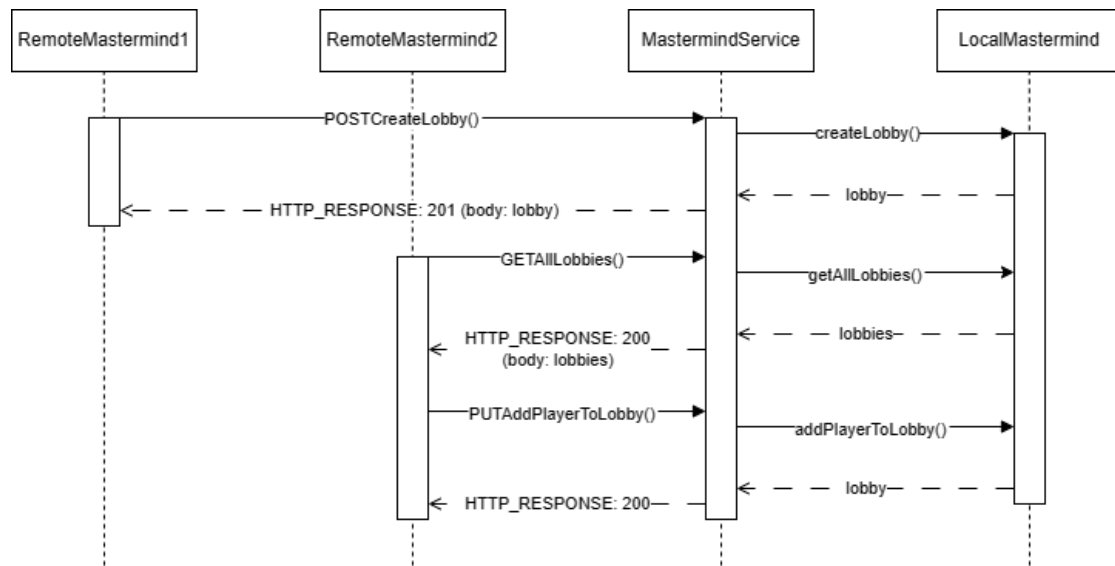 RemoteMastermind1
RemoteMastermind2
MastermindService
LocalMastermind
POSTCreateLobby()
createLobby()
lobby
HTTP_RESPONSE: 201 (body: lobby)
GETAllLobbies()
getAllLobbies()
lobbies
HTTP_RESPONSE: 200
(body: lobbies)
PUTAddPlayerToLobby()
addPlayerToLobby()
lobby
HTTP_RESPONSE: 200